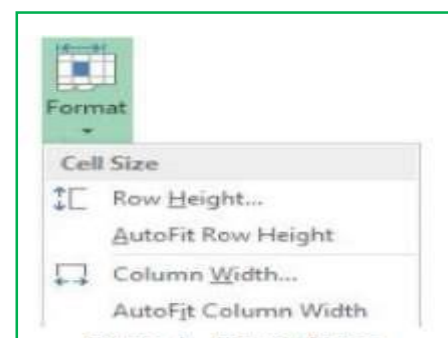 Format
Cell Size
Row Height...
AutoFit Row Height
Column Width...
AutoFit Column Width